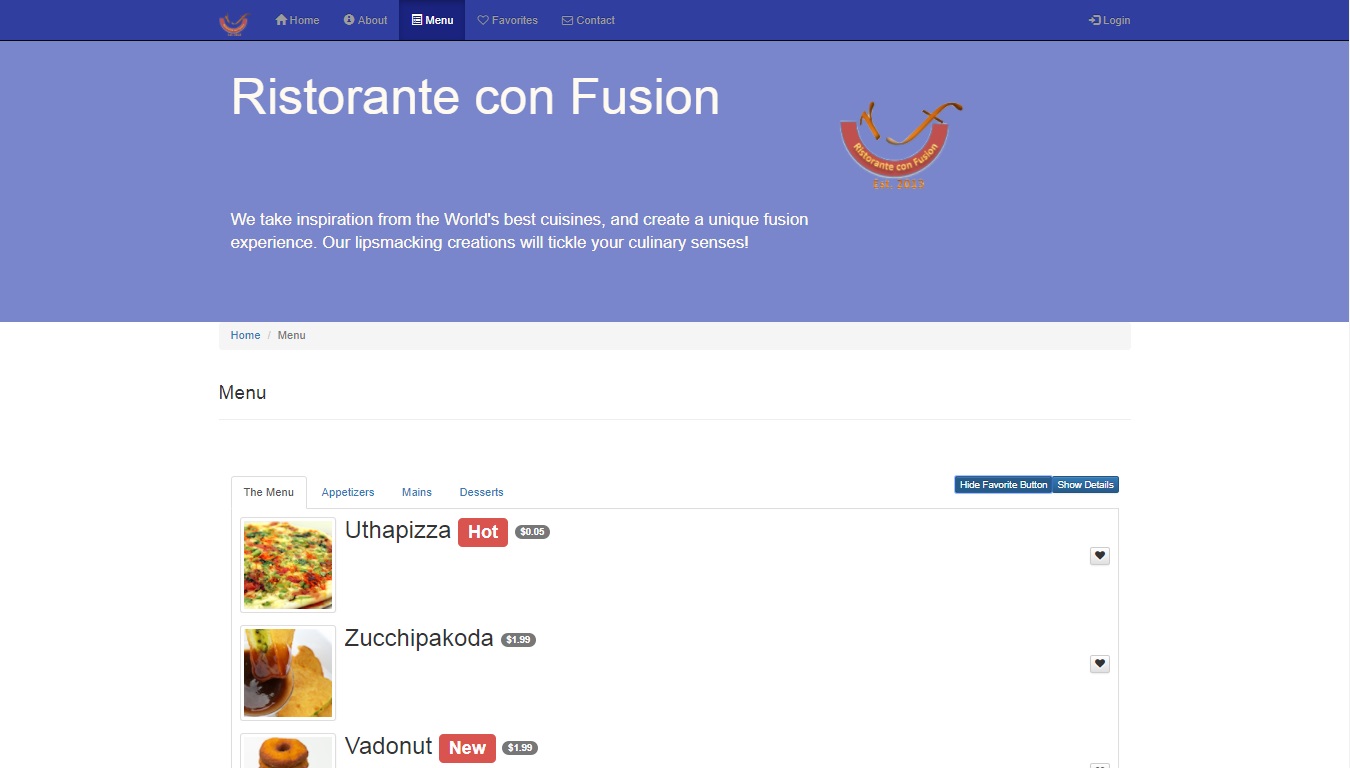 Home About Menu Favorites Contact Login
Ristorante con Fusion
Ristorante con Fusion
We take inspiration from the World's best cuisines, and create a unique fusion
experience. Our lipsmacking creations will tickle your culinary senses!
Home / Menu
Menu
The Menu Appetizers Mains Desserts Hide Favorite Button Show Details
Uthapizza Hot $0.05
Zucchipakoda $1.99
Vadonut New $1.99